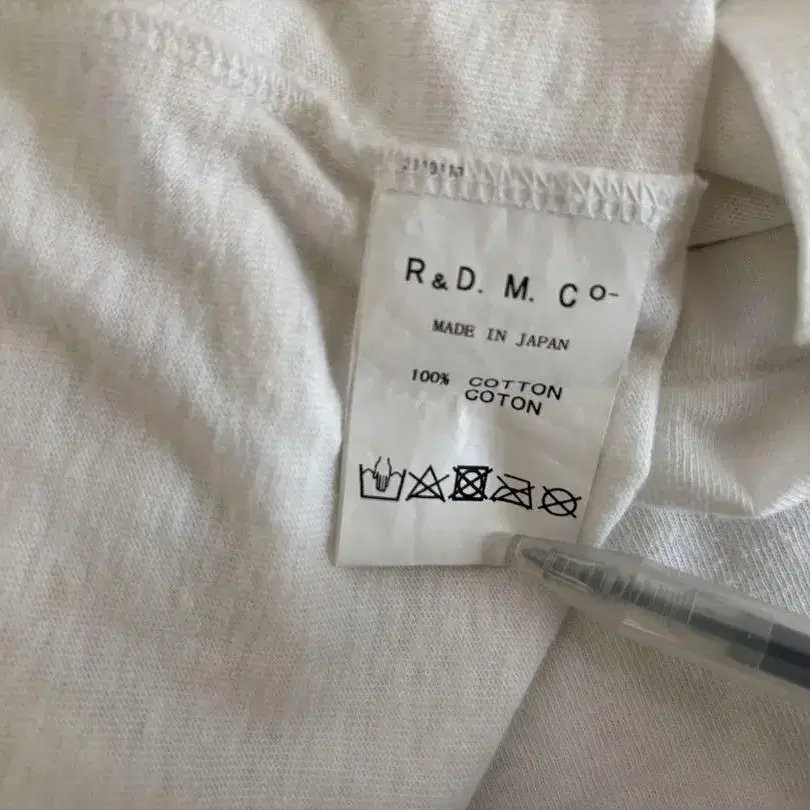 R & D. M. Co-
MADE IN JAPAN
100% COTTON
COTON